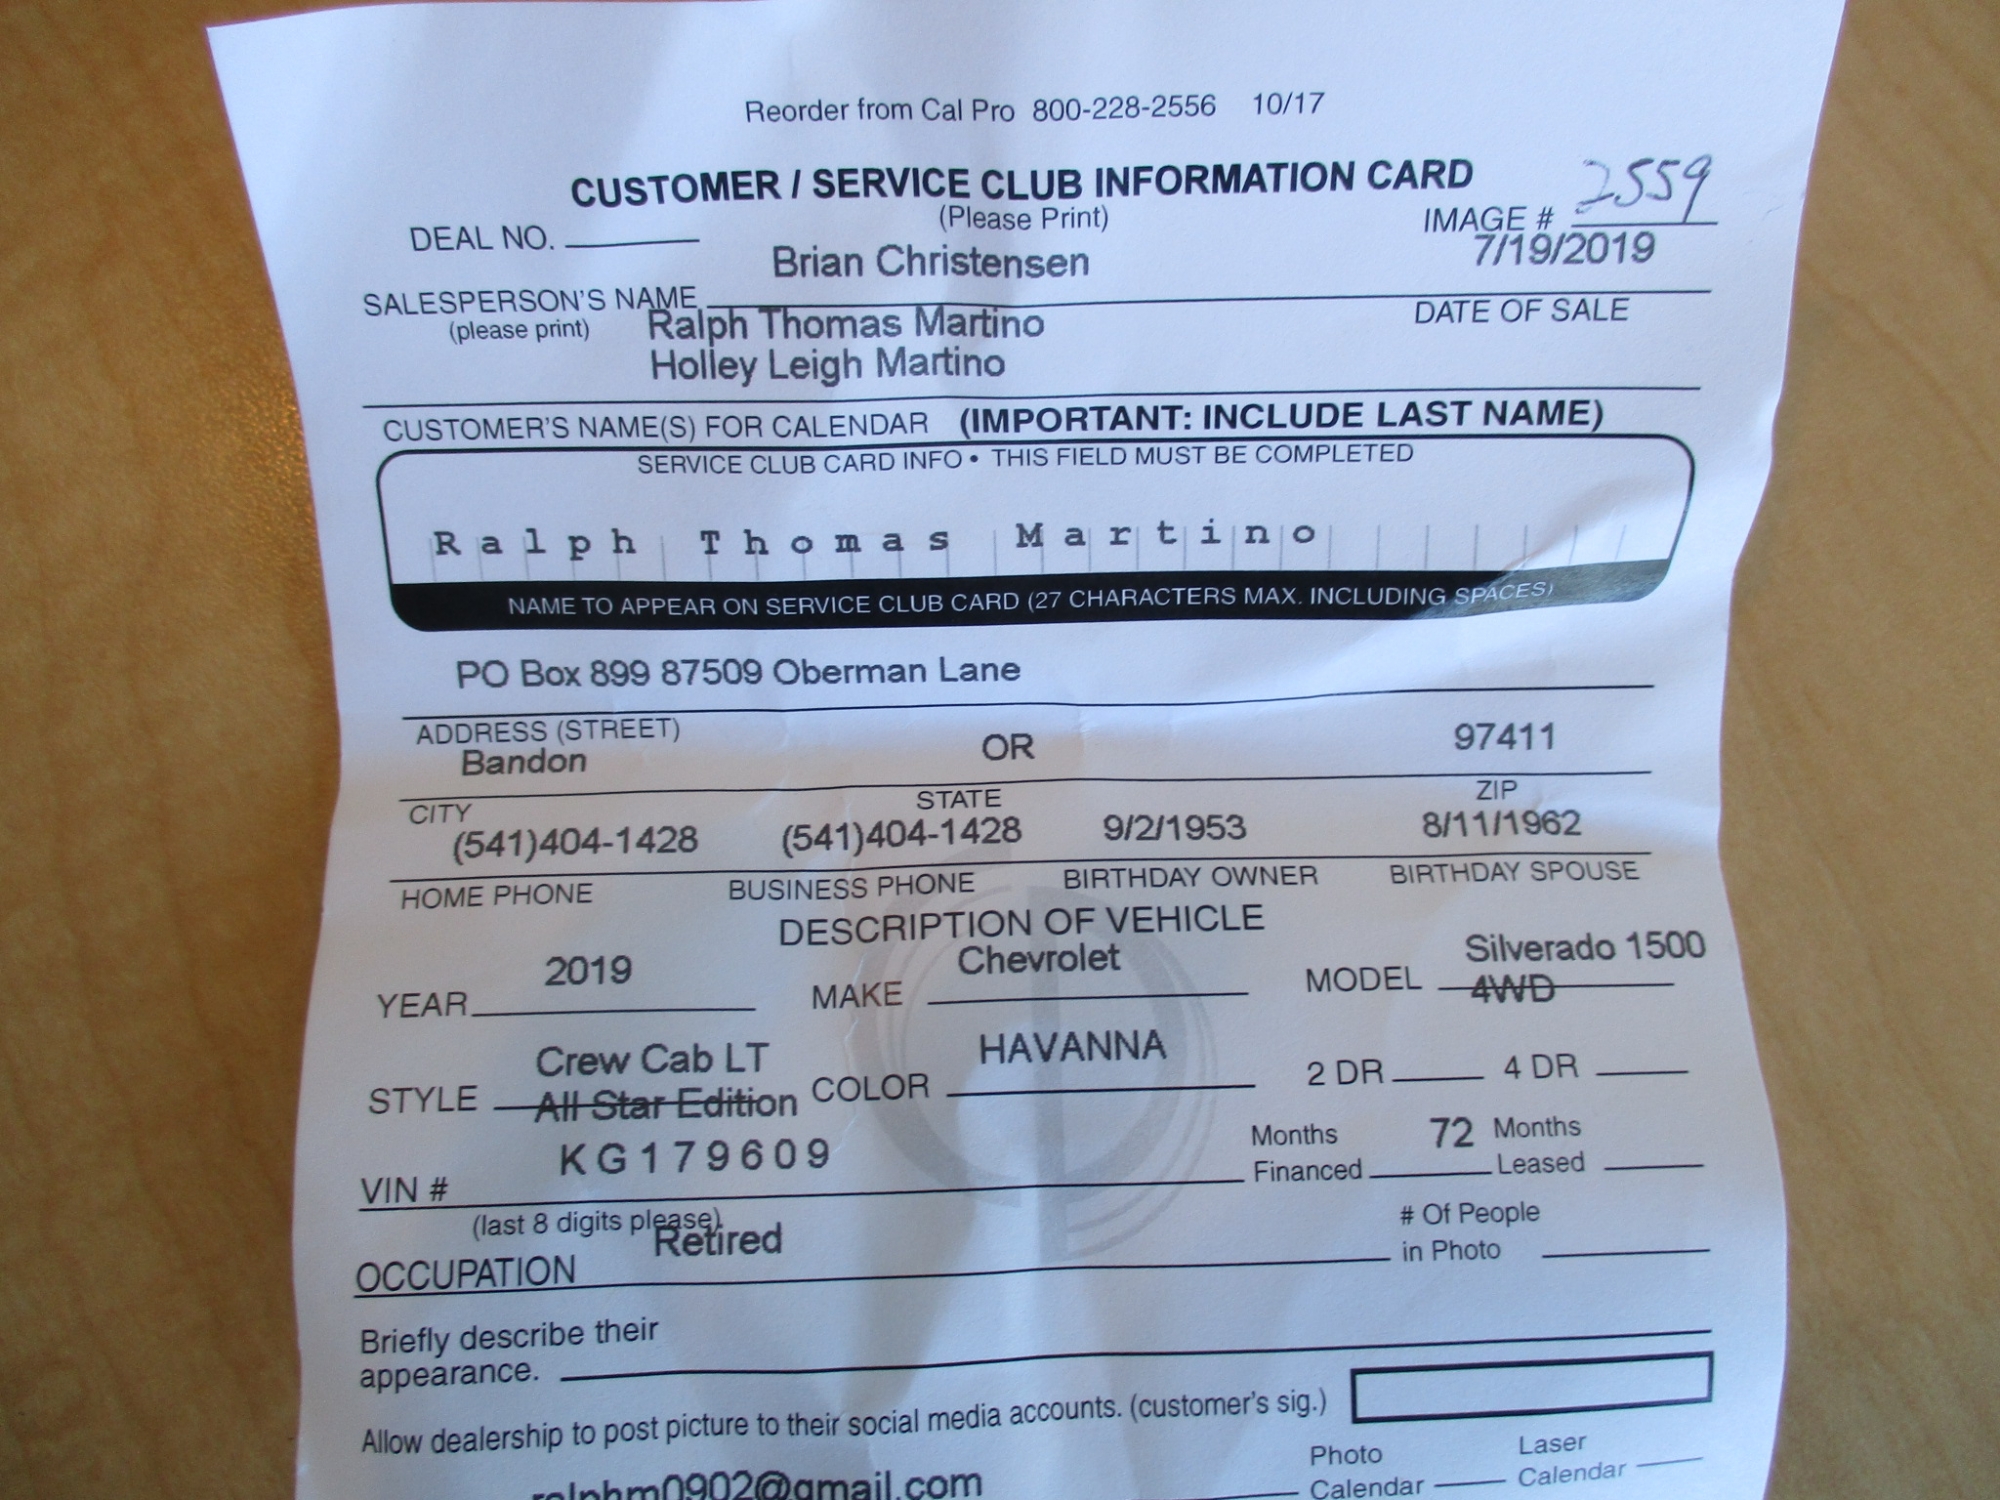 Reorder from Cal Pro 800-228-2556 10/17
CUSTOMER / SERVICE CLUB INFORMATION CARD
(Please Print)
DEAL NO.
IMAGE # 2559
Brian Christensen
7/19/2019
SALESPERSON'S NAME
(please print)
DATE OF SALE
Ralph Thomas Martino
Holley Leigh Martino
CUSTOMER'S NAME(S) FOR CALENDAR (IMPORTANT: INCLUDE LAST NAME)
SERVICE CLUB CARD INFO • THIS FIELD MUST BE COMPLETED
Ralph Thomas Martino
NAME TO APPEAR ON SERVICE CLUB CARD (27 CHARACTERS MAX. INCLUDING SPACES)
PO Box 899 87509 Oberman Lane
ADDRESS (STREET)
Bandon OR 97411
CITY STATE ZIP
(541)404-1428 (541)404-1428 9/2/1953 8/11/1962
HOME PHONE BUSINESS PHONE BIRTHDAY OWNER BIRTHDAY SPOUSE
DESCRIPTION OF VEHICLE
2019 Chevrolet Silverado 1500
YEAR MAKE MODEL 4WD
Crew Cab LT HAVANNA
STYLE All Star Edition COLOR 2 DR 4 DR
KG179609 Months 72 Months
VIN # Financed Leased
(last 8 digits please)
Retired # Of People
OCCUPATION in Photo
Briefly describe their
appearance.
Allow dealership to post picture to their social media accounts. (customer's sig.)
Photo Laser
ralphm0902@gmail.com Calendar Calendar